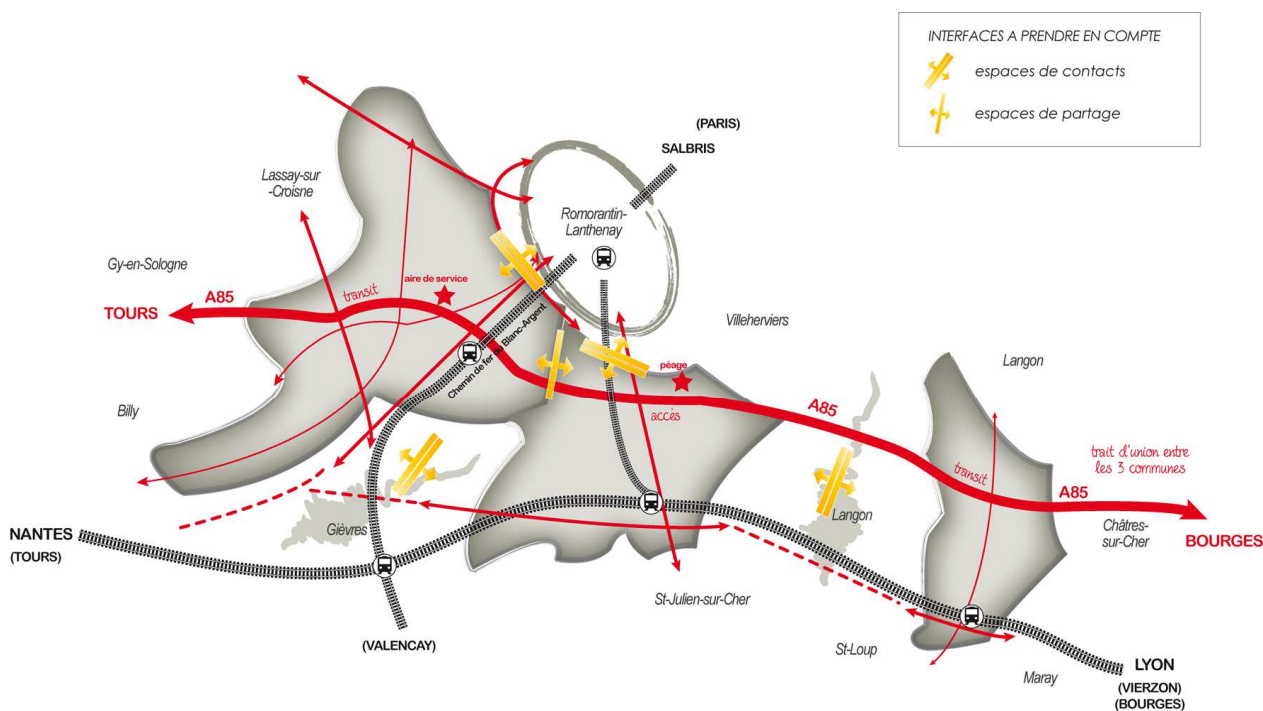 INTERFACES A PRENDRE EN COMPTE
espaces de contacts
espaces de partage
(PARIS)
SALBRIS
Lassay-sur
-Croisne
Romorantin-
Lanthenay
Gy-en-Sologne
aire de service
transit
A85
TOURS
Villeherviers
Chemin de fer du Blanc-Argent
péage
Langon
Billy
accès
A85
trait d'union entre
les 3 communes
transit
A85
Langon
Gièvres
Châtres-
sur-Cher
BOURGES
NANTES
(TOURS)
St-Julien-sur-Cher
(VALENCAY)
St-Loup
Maray
LYON
(VIERZON)
(BOURGES)